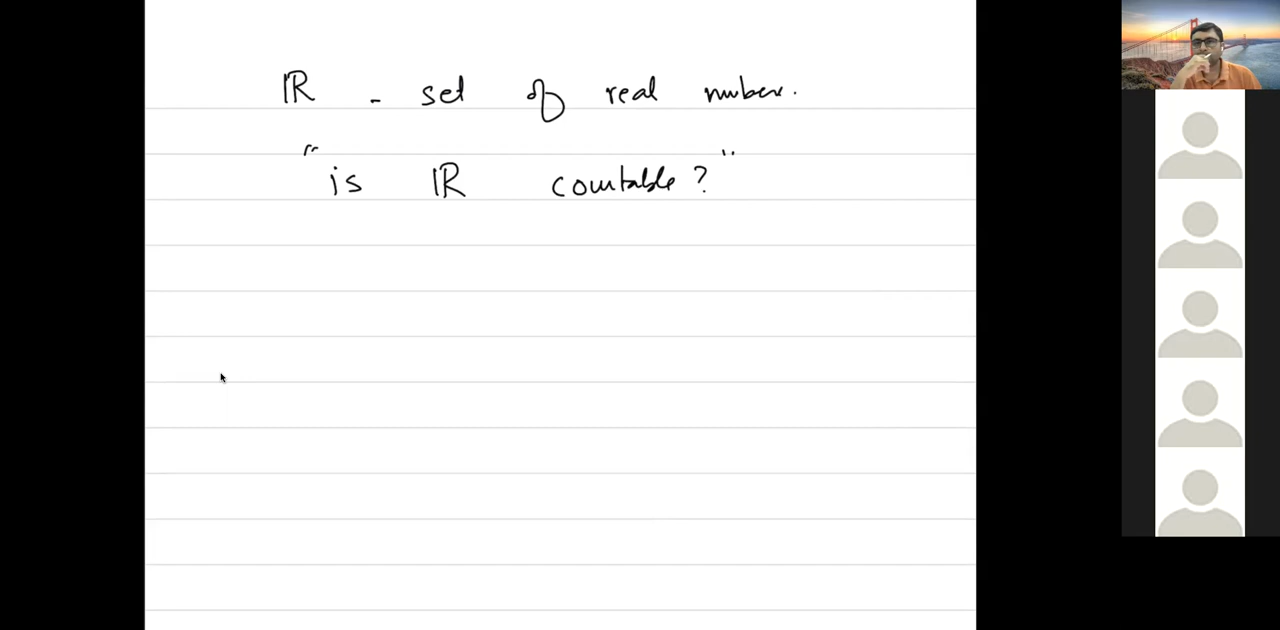 ℝ - set of real number.
"is ℝ countable?"